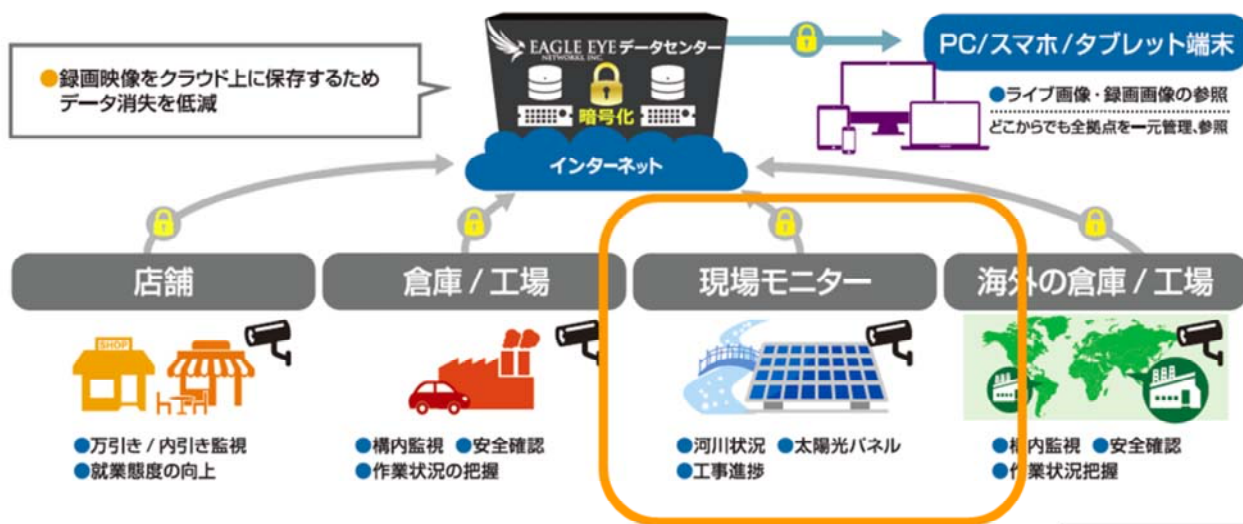 EAGLE EYE データセンター
NETWORKS INC.
暗号化
インターネット
●録画映像をクラウド上に保存するため
データ消失を低減
PC/スマホ/タブレット端末
●ライブ画像・録画画像の参照
どこからでも全拠点を一元管理、参照
店舗
SHOP
●万引き / 内引き監視
●就業態度の向上
倉庫 / 工場
●構内監視 ●安全確認
●作業状況の把握
現場モニター
●河川状況 ●太陽光パネル
●工事進捗
海外の倉庫 / 工場
●構内監視 ●安全確認
●作業状況把握